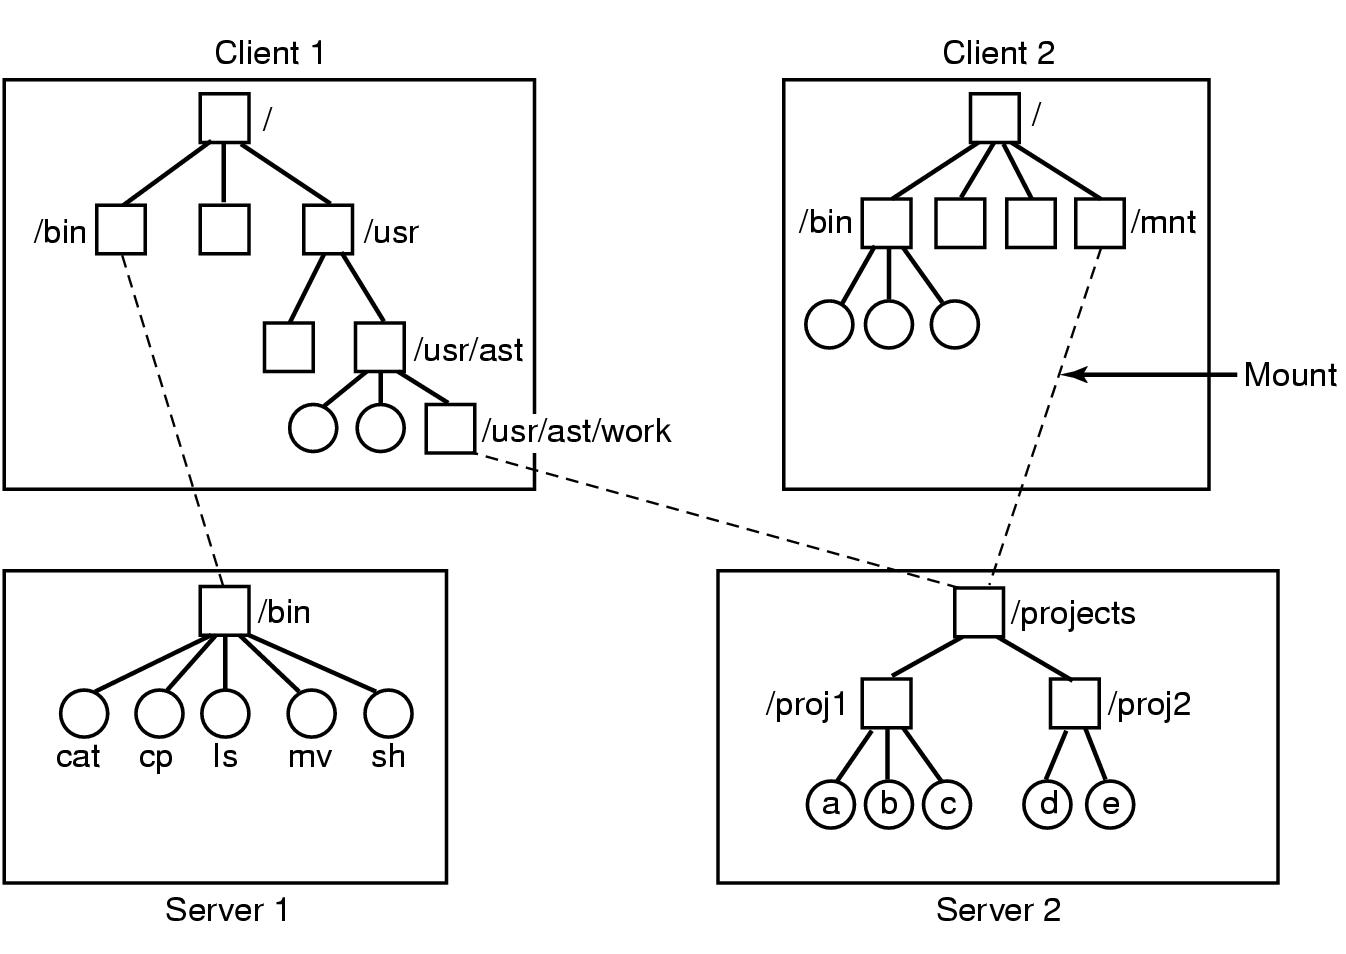 Client 1
Client 2
/
/
/bin
/usr
/bin
/mnt
/usr/ast
Mount
/usr/ast/work
/bin
/projects
/proj1
/proj2
cat cp ls mv sh
a b c d e
Server 1
Server 2